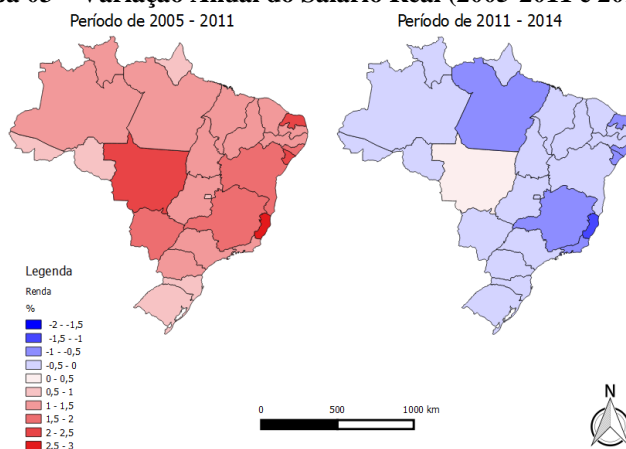 03 – Variação Anual do Salário Real (2005-2011 e
Período de 2005 - 2011
Período de 2011 - 2014
Legenda
Renda
%
-2 - -1,5
-1,5 - -1
-1 - -0,5
-0,5 - 0
0 - 0,5
0,5 - 1
1 - 1,5
1,5 - 2
2 - 2,5
2,5 - 3
0 500 1000 km
N